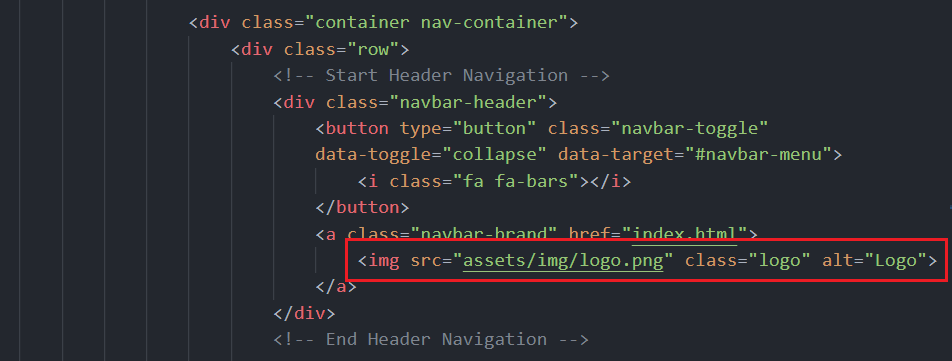 <div class="container nav-container">
<div class="row">
<!-- Start Header Navigation -->
<div class="navbar-header">
<button type="button" class="navbar-toggle"
data-toggle="collapse" data-target="#navbar-menu">
<i class="fa fa-bars"></i>
</button>
<a class="navbar-brand" href="index.html">
<img src="assets/img/logo.png" class="logo" alt="Logo">
</a>
</div>
<!-- End Header Navigation -->